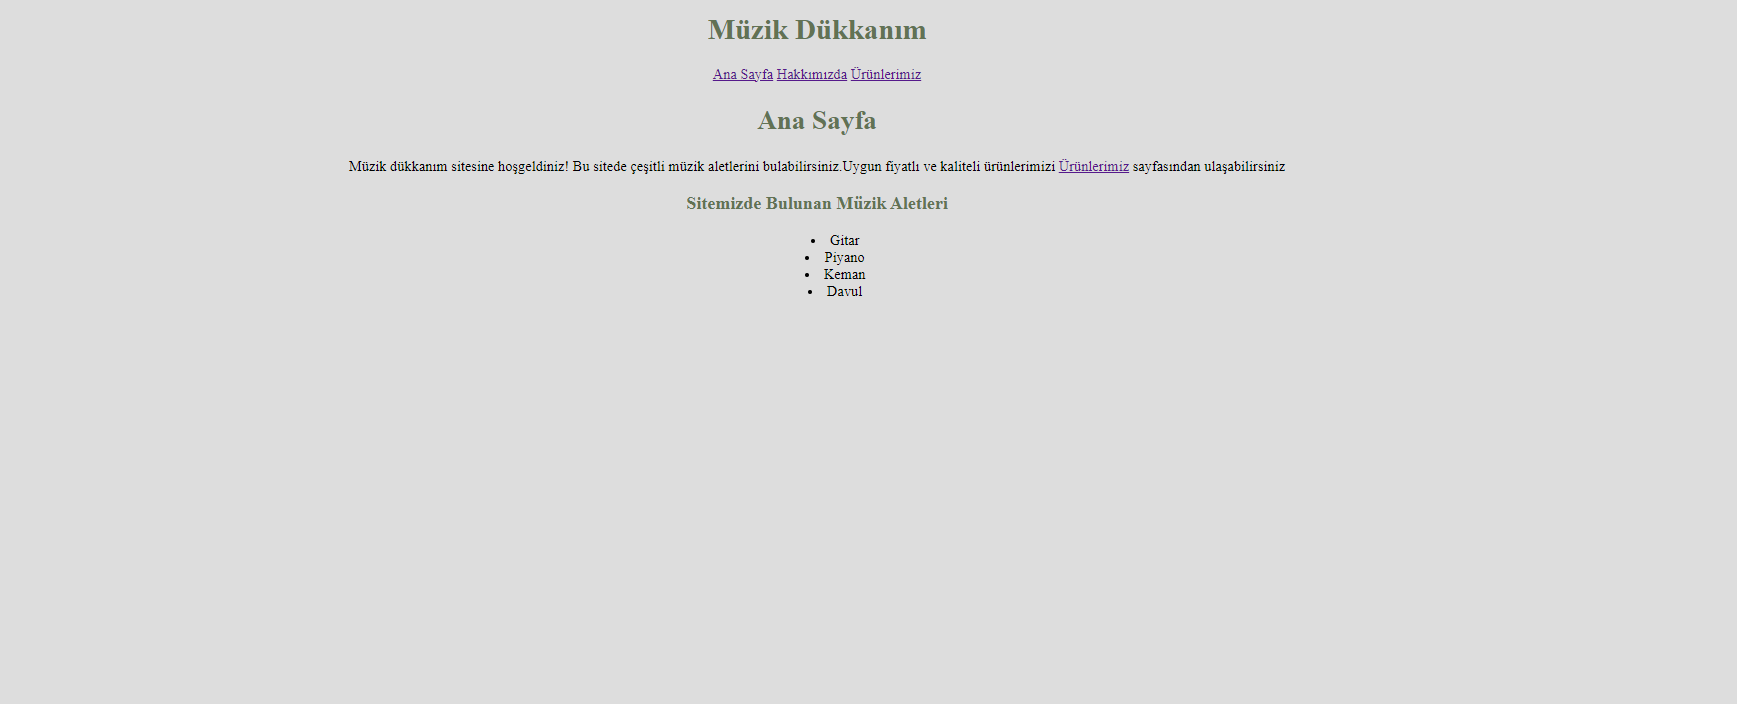 Müzik Dükkanım
Ana Sayfa Hakkımızda Ürünlerimiz
Ana Sayfa
Müzik dükkanım sitesine hoşgeldiniz! Bu sitede çeşitli müzik aletlerini bulabilirsiniz.Uygun fiyatlı ve kaliteli ürünlerimizi Ürünlerimiz sayfasından ulaşabilirsiniz
Sitemizde Bulunan Müzik Aletleri
• Gitar
• Piyano
• Keman
• Davul